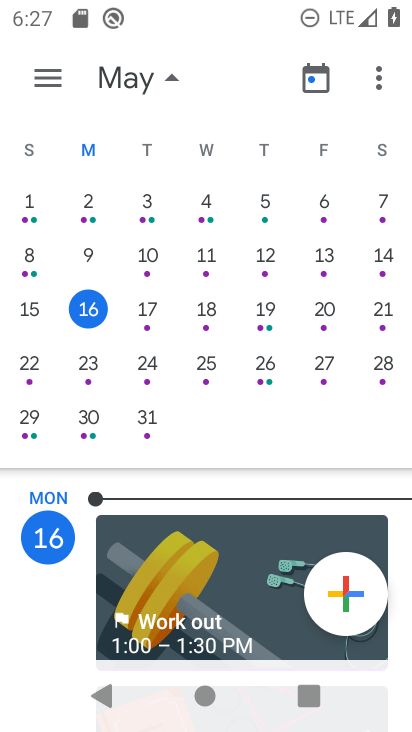 6:27 LTE
May
S M T W T F S
1 2 3 4 5 6 7
8 9 10 11 12 13 14
15 16 17 18 19 20 21
22 23 24 25 26 27 28
29 30 31
MON
16
Work out
1:00 – 1:30 PM